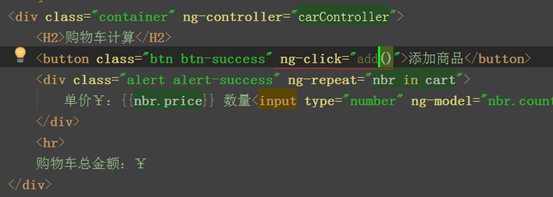 <div class="container" ng-controller="carController">
<H2>购物车计算</H2>
<button class="btn btn-success" ng-click="add()">添加商品</button>
<div class="alert alert-success" ng-repeat="nbr in cart">
单价￥：{{nbr.price}} 数量<input type="number" ng-model="nbr.count
</div>
<hr>
购物车总金额：￥
</div>